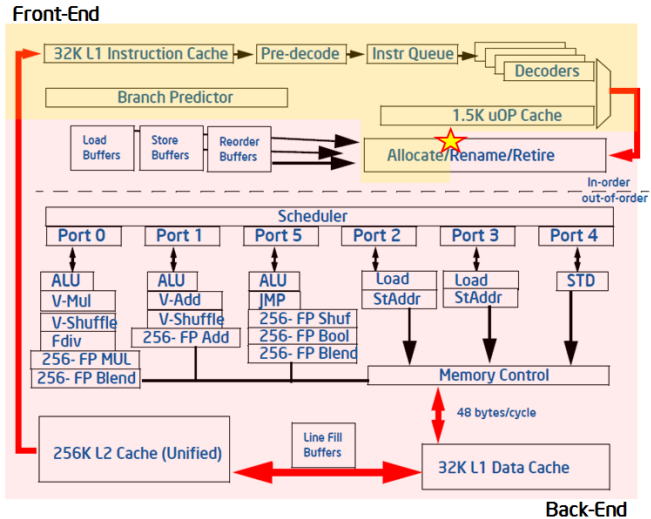 Front-End
32K L1 Instruction Cache
Pre-decode
Instr Queue
Decoders
Branch Predictor
1.5K uOP Cache
Load
Buffers
Store
Buffers
Reorder
Buffers
Allocate/Rename/Retire
In-order
out-of-order
Scheduler
Port 0
Port 1
Port 5
Port 2
Port 3
Port 4
ALU
V-Mul
V-Shuffle
Fdiv
256- FP MUL
256- FP Blend
ALU
V-Add
V-Shuffle
256- FP Add
ALU
JMP
256- FP Shuf
256- FP Bool
256- FP Blend
Load
StAddr
Load
StAddr
STD
Memory Control
48 bytes/cycle
256K L2 Cache (Unified)
Line Fill
Buffers
32K L1 Data Cache
Back-End